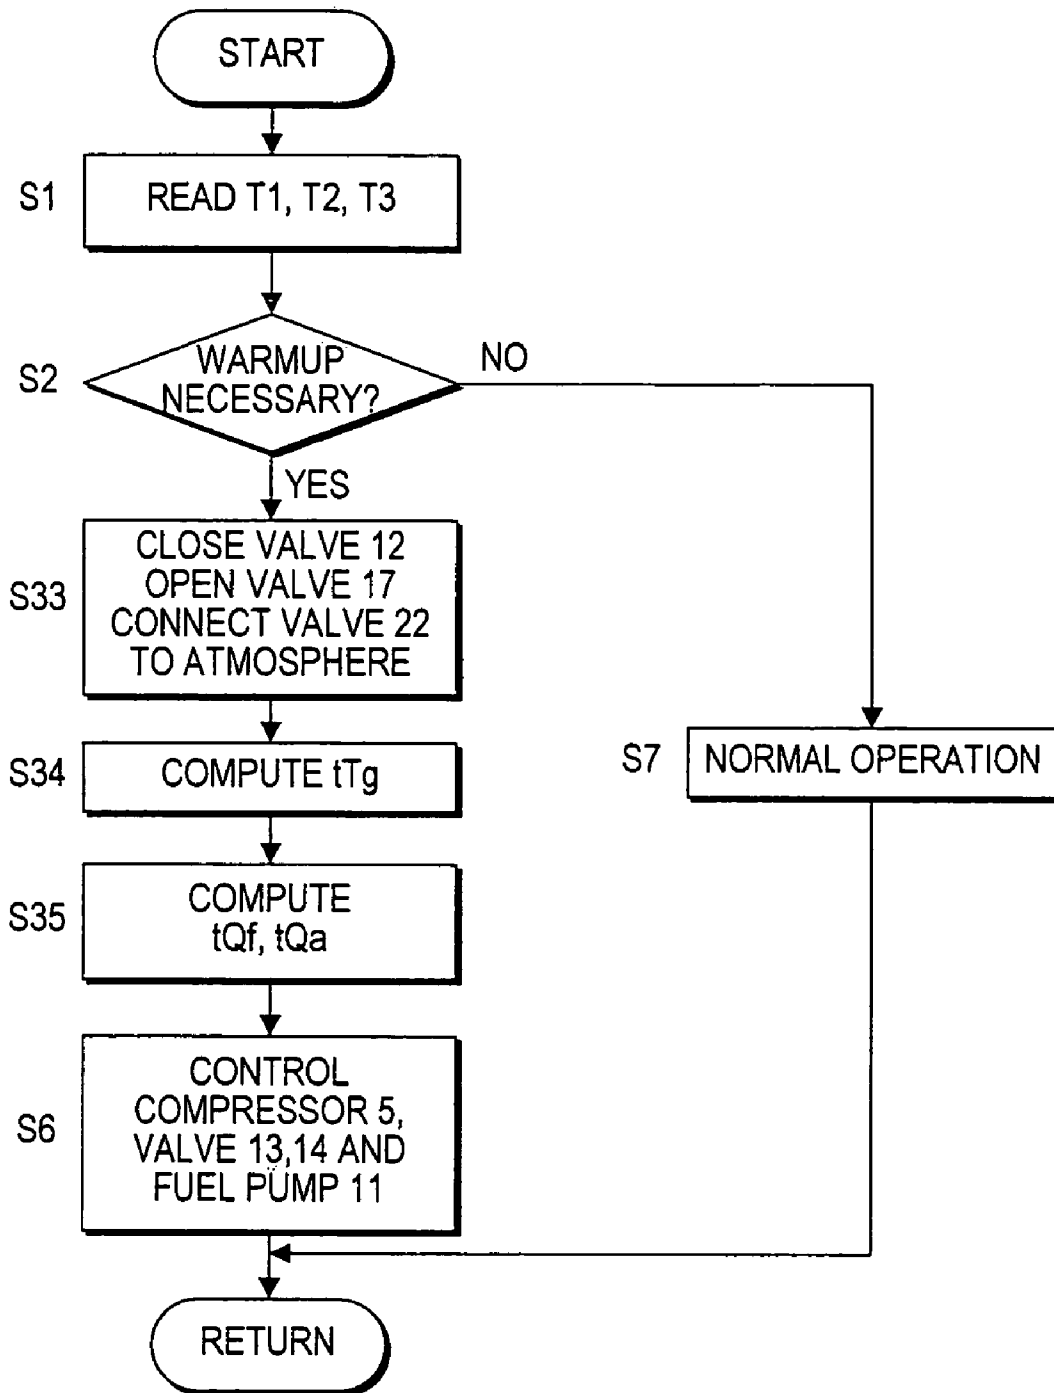 START
S1
READ T1, T2, T3
S2
WARMUP
NECESSARY?
NO
YES
S33
CLOSE VALVE 12
OPEN VALVE 17
CONNECT VALVE 22
TO ATMOSPHERE
S34
COMPUTE tTg
S7
NORMAL OPERATION
S35
COMPUTE
tQf, tQa
S6
CONTROL
COMPRESSOR 5,
VALVE 13,14 AND
FUEL PUMP 11
RETURN